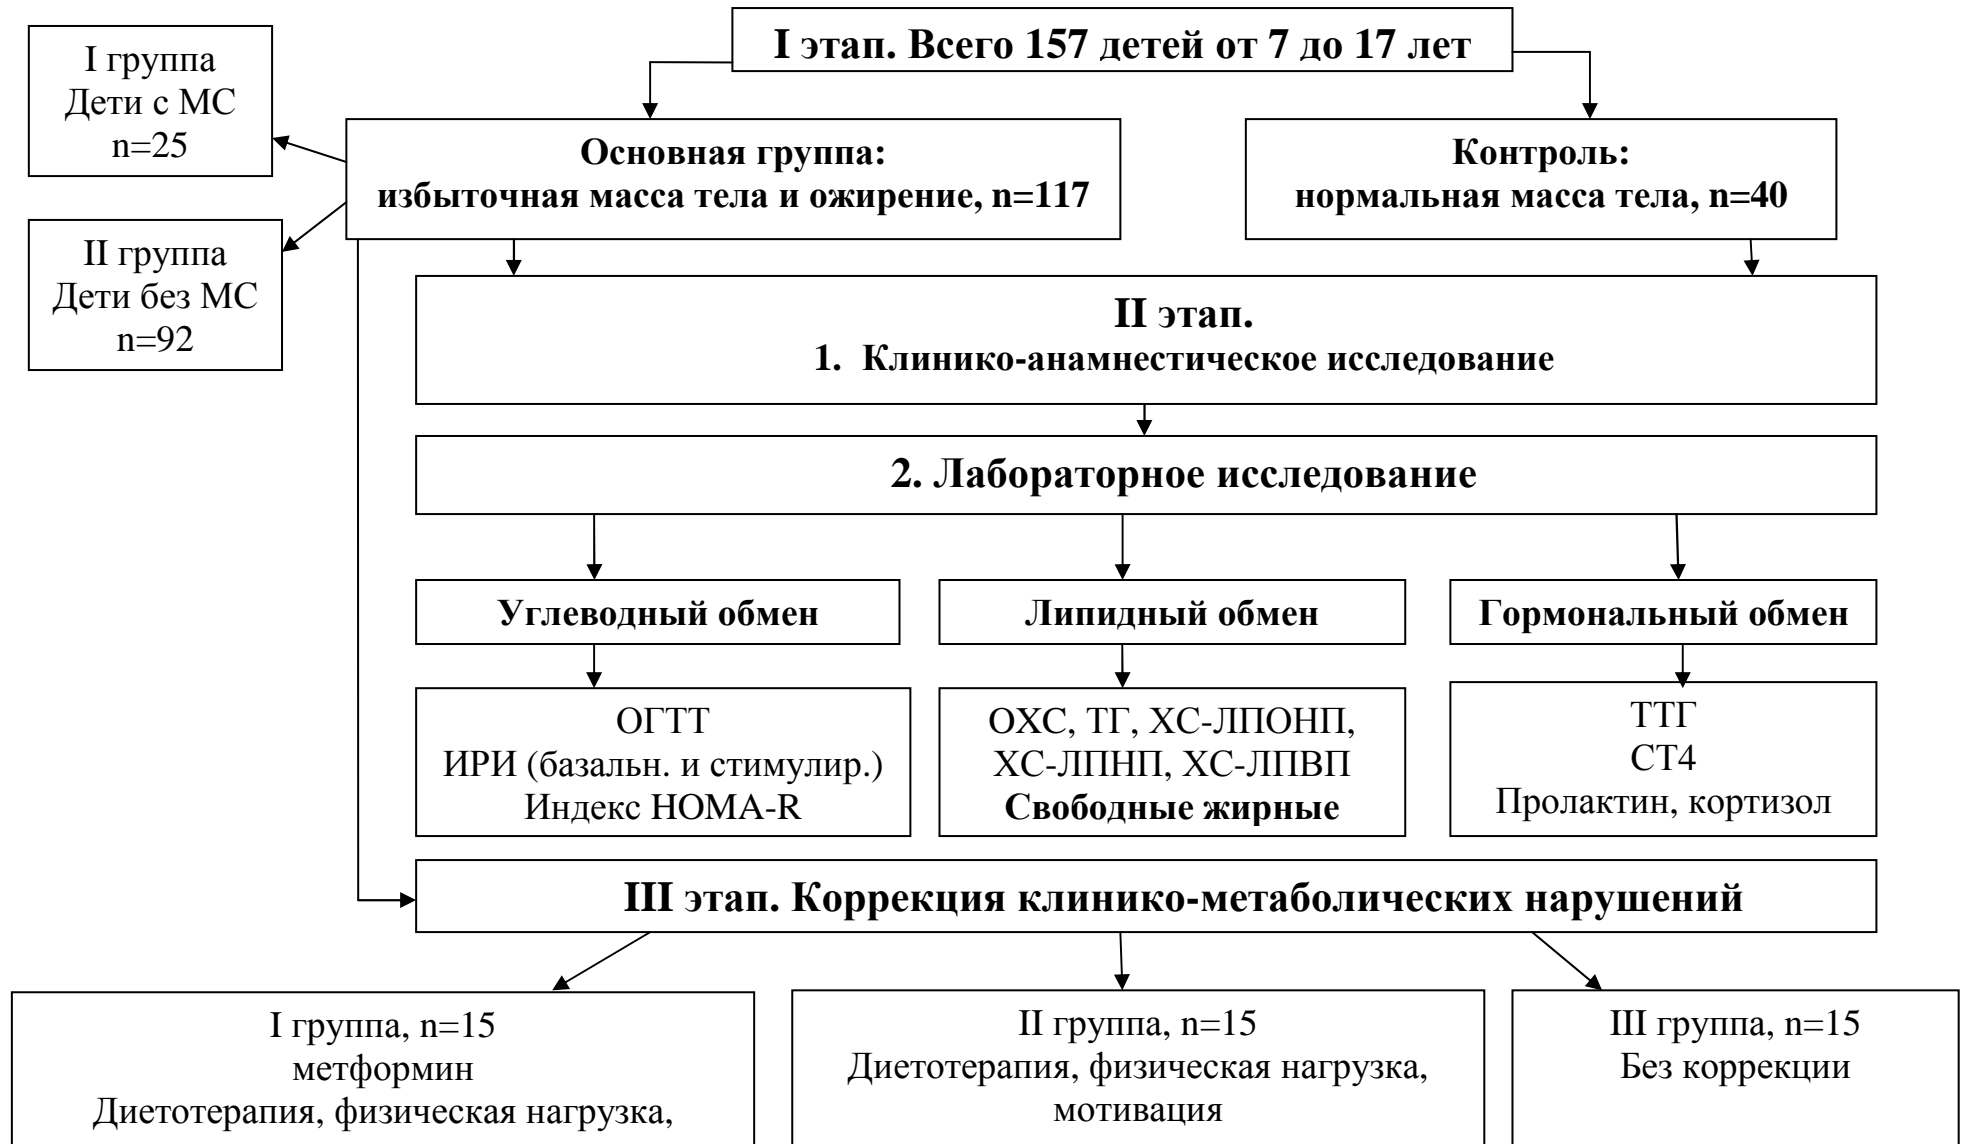 I этап. Всего 157 детей от 7 до 17 лет
I группа
Дети с МС
n=25
Основная группа:
избыточная масса тела и ожирение, n=117
Контроль:
нормальная масса тела, n=40
II группа
Дети без МС
n=92
II этап.
1. Клинико-анамнестическое исследование
2. Лабораторное исследование
Углеводный обмен
Липидный обмен
Гормональный обмен
ОГТТ
ИРИ (базальн. и стимулир.)
Индекс HOMA-R
ОХС, ТГ, ХС-ЛПОНП,
ХС-ЛПНП, ХС-ЛПВП
Свободные жирные
ТТГ
СТ4
Пролактин, кортизол
III этап. Коррекция клинико-метаболических нарушений
I группа, n=15
метформин
Диетотерапия, физическая нагрузка,
II группа, n=15
Диетотерапия, физическая нагрузка,
мотивация
III группа, n=15
Без коррекции